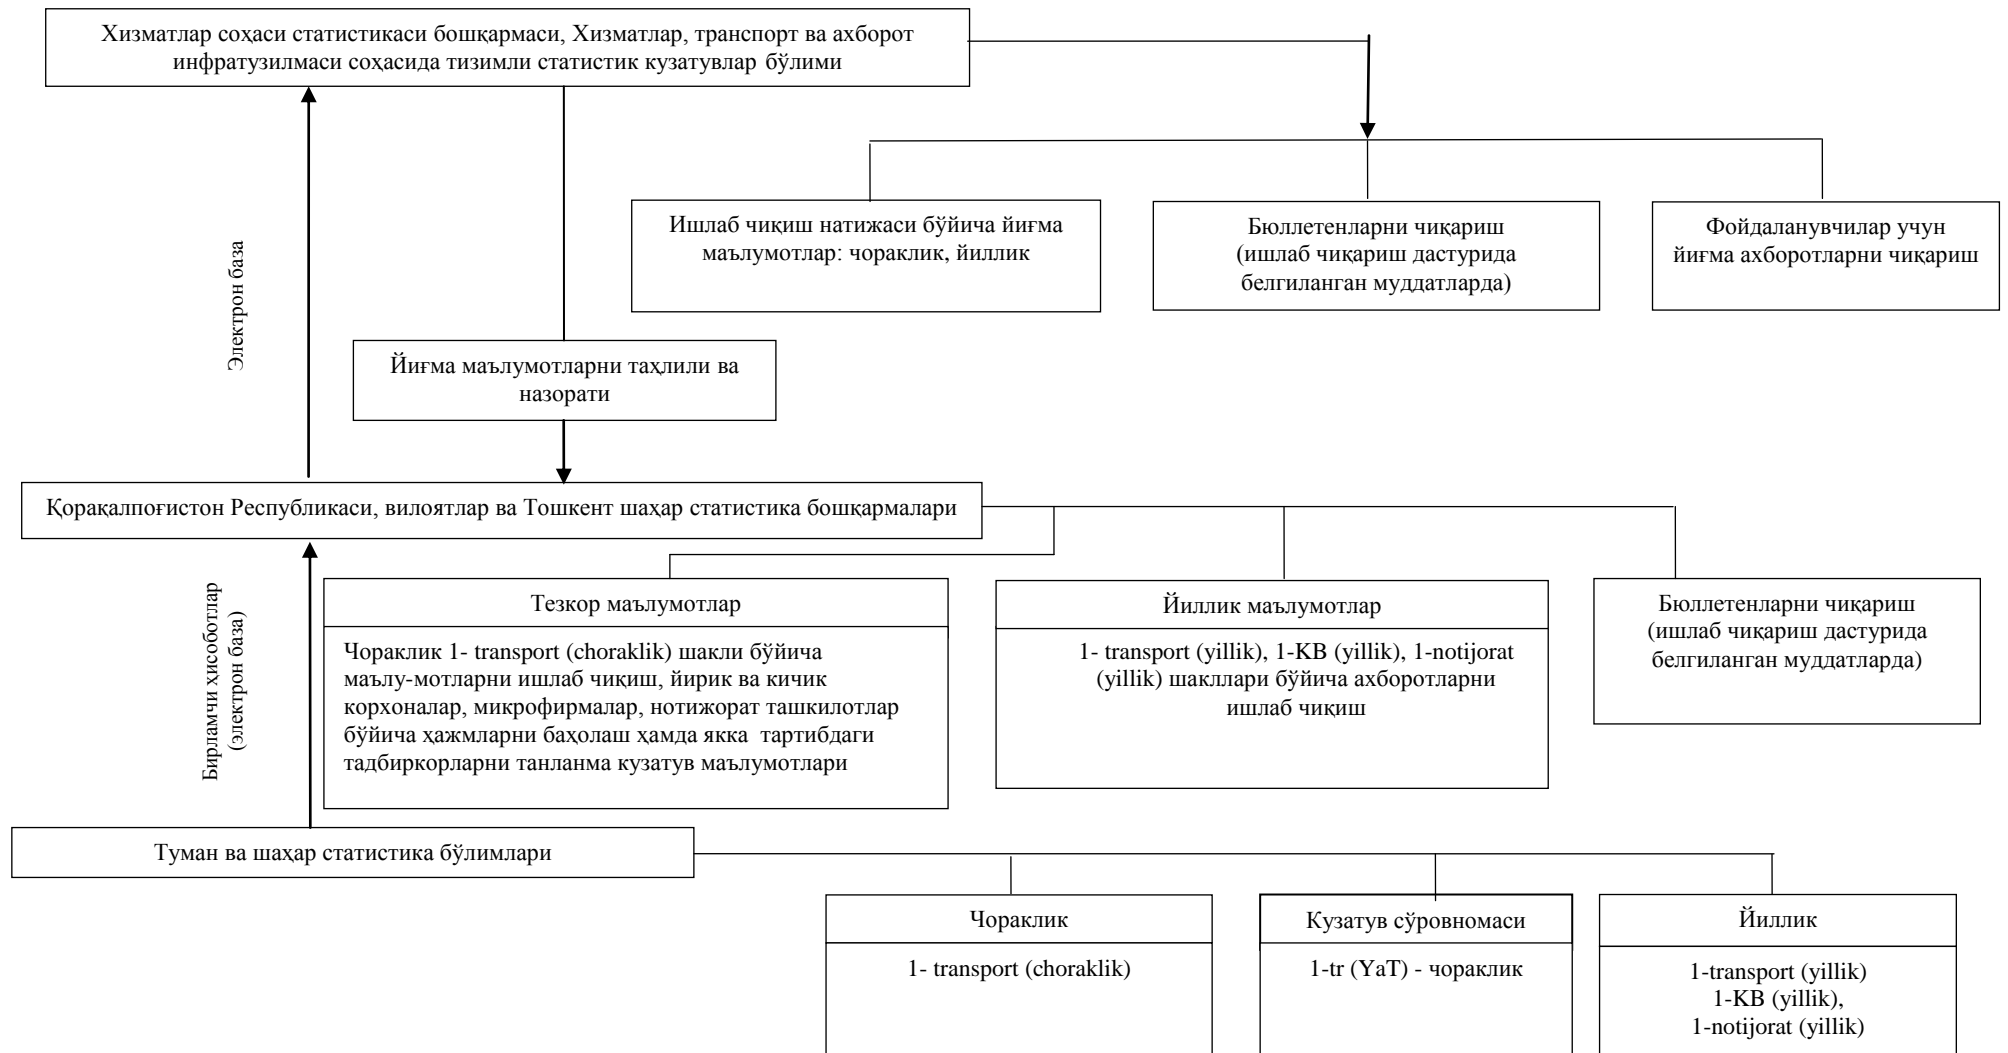 Хизматлар соҳаси статистикаси бошқармаси, Хизматлар, транспорт ва ахборот
инфратузилмаси соҳасида тизимли статистик кузатувлар бўлими
Ишлаб чиқиш натижаси бўйича йиғма
маълумотлар: чораклик, йиллик
Бюллетенларни чиқариш
(ишлаб чиқариш дастурида
белгиланган муддатларда)
Фойдаланувчилар учун
йиғма ахборотларни чиқариш
Электрон база
Йиғма маълумотларни таҳлили ва
назорати
Қорақалпоғистон Республикаси, вилоятлар ва Тошкент шаҳар статистика бошқармалари
Бирламчи ҳисоботлар
(электрон база)
Тезкор маълумотлар
Чораклик 1- transport (choraklik) шакли бўйича
маълу-мотларни ишлаб чиқиш, йирик ва кичик
корхоналар, микрофирмалар, нотижорат ташкилотлар
бўйича ҳажмларни баҳолаш ҳамда якка тартибдаги
тадбиркорларни танланма кузатув маълумотлари
Йиллик маълумотлар
1- transport (yillik), 1-KB (yillik), 1-notijorat
(yillik) шакллари бўйича ахборотларни
ишлаб чиқиш
Бюллетенларни чиқариш
(ишлаб чиқариш дастурида
белгиланган муддатларда)
Туман ва шаҳар статистика бўлимлари
Чораклик
1- transport (choraklik)
Кузатув сўровномаси
1-tr (YaT) - чораклик
Йиллик
1-transport (yillik)
1-KB (yillik),
1-notijorat (yillik)